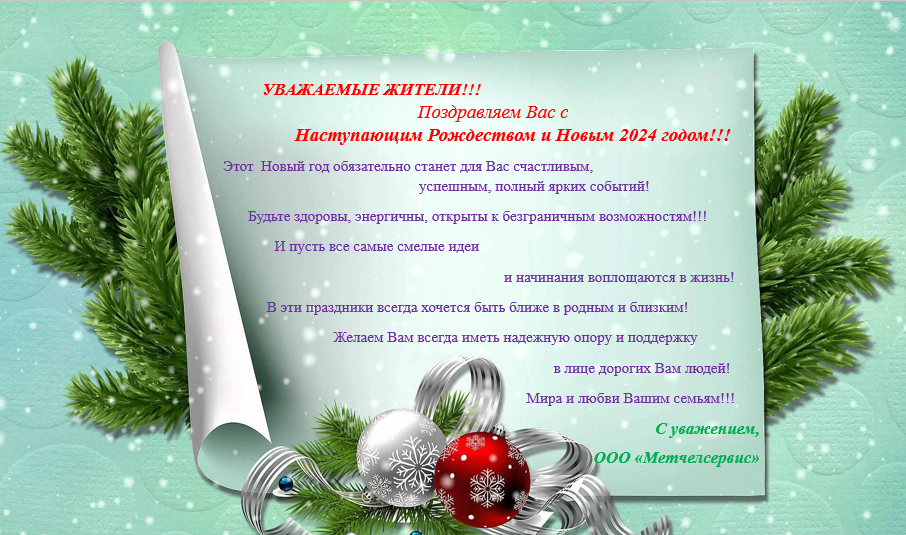 УВАЖАЕМЫЕ ЖИТЕЛИ!!!
Поздравляем Вас с
Наступающим Рождеством и Новым 2024 годом!!!
Этот Новый год обязательно станет для Вас счастливым,
успешным, полный ярких событий!
Будьте здоровы, энергичны, открыты к безграничным возможностям!!!
И пусть все самые смелые идеи
и начинания воплощаются в жизнь!
В эти праздники всегда хочется быть ближе в родным и близким!
Желаем Вам всегда иметь надежную опору и поддержку
в лице дорогих Вам людей!
Мира и любви Вашим семьям!!!
С уважением,
ООО «Метчелсервис»